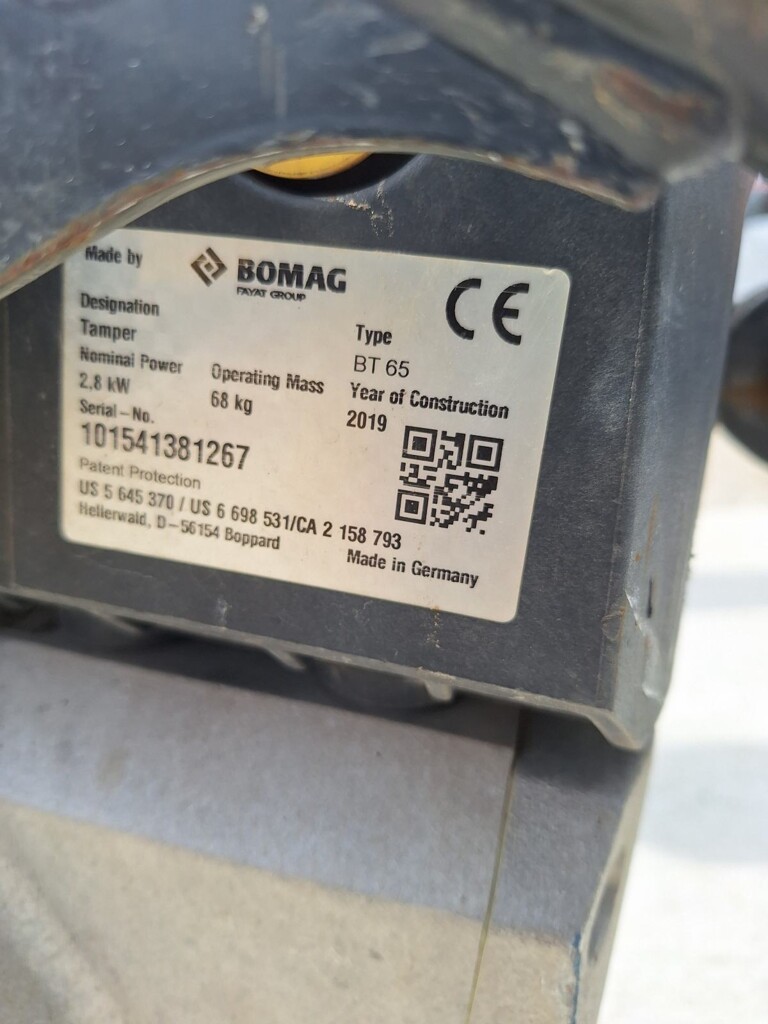 Made by
BOMAG
FAYAT GROUP
CE
Designation
Tamper
Type
BT 65
Nominal Power
2,8 kW
Operating Mass
68 kg
Year of Construction
2019
Serial-No.
101541381267
Patent Protection
US 5 645 370 / US 6 698 531/CA 2 158 793
Hellerwald, D-56154 Boppard
Made in Germany